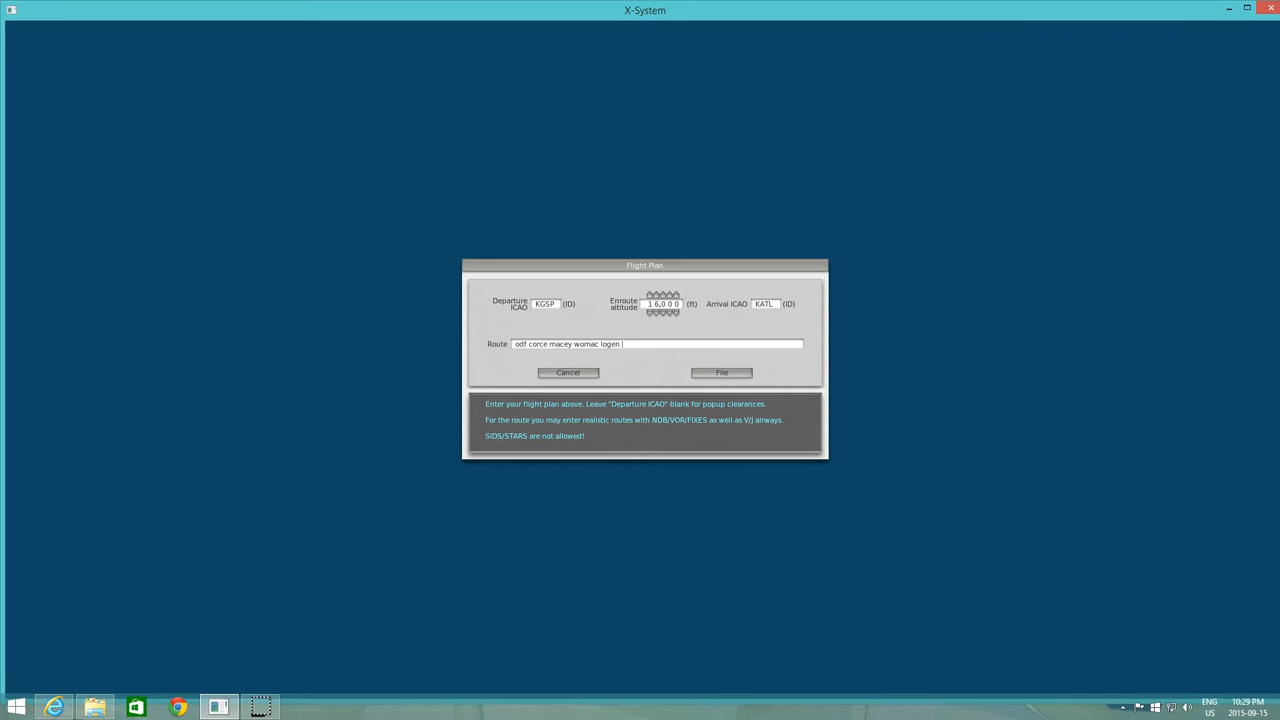 X-System
Flight Plan
Departure ICAO KGSP (ID) Enroute altitude 16,000 (ft) Arrival ICAO KATL (ID)
Route odf corce macey womac logen
Cancel File
Enter your flight plan above. Leave "Departure ICAO" blank for popup clearances.
For the route you may enter realistic routes with NDB/VOR/FIXES as well as V/J airways.
SIDS/STARS are not allowed!
ENG 10:29 PM
US 2015-09-15